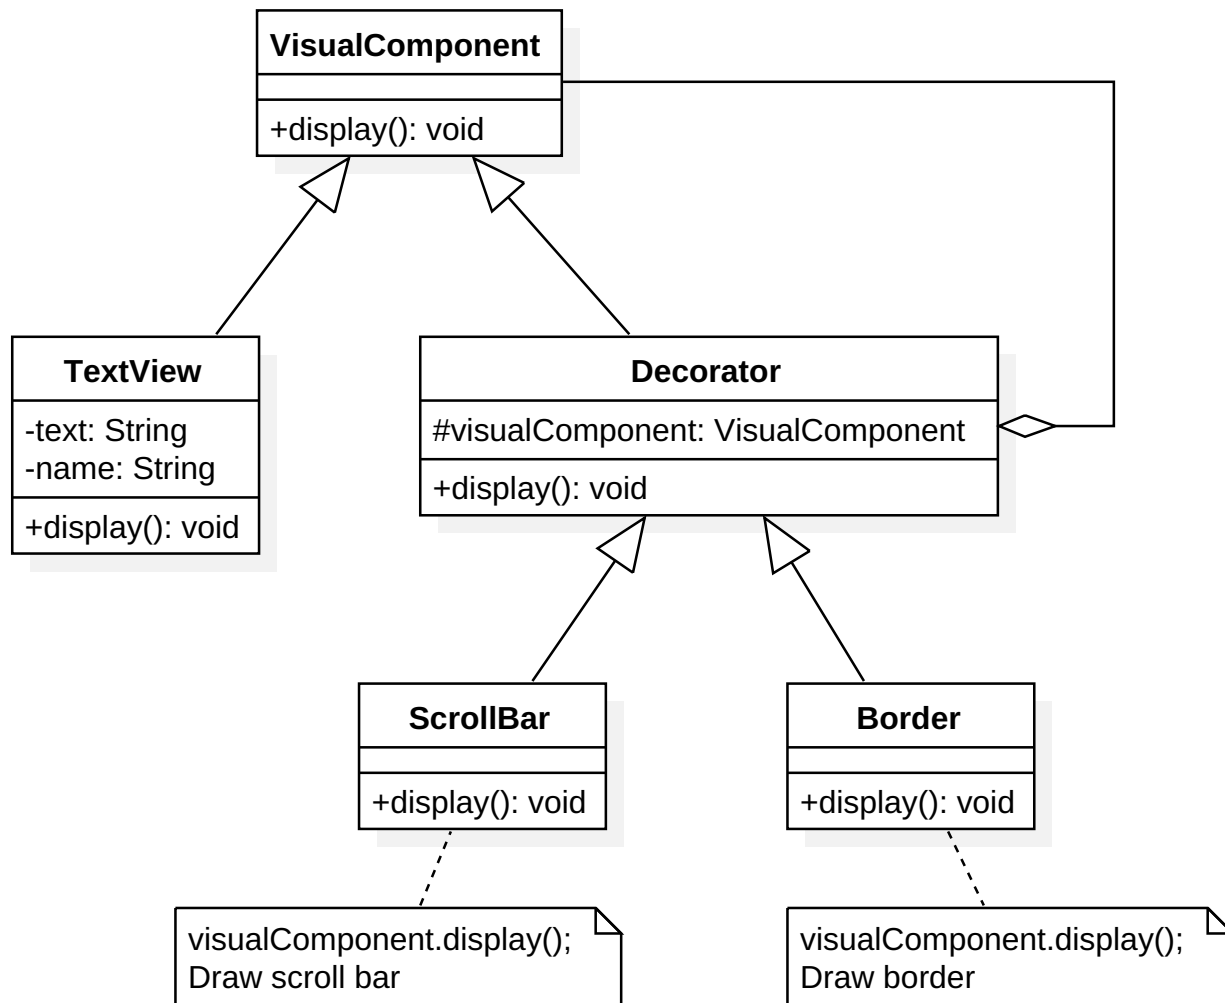 VisualComponent
+display(): void
TextView
-text: String
-name: String
+display(): void
Decorator
#visualComponent: VisualComponent
+display(): void
ScrollBar
+display(): void
Border
+display(): void
visualComponent.display();
Draw scroll bar
visualComponent.display();
Draw border